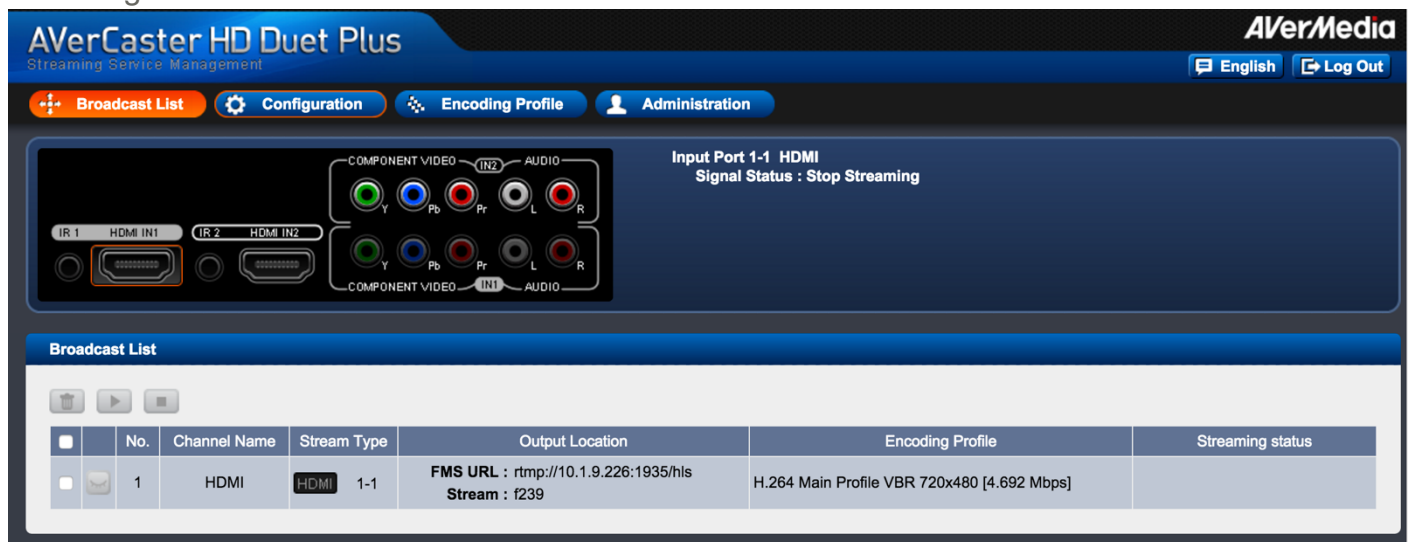 AVerCaster HD Duet Plus
Streaming Service Management
AVerMedia
English Log Out
Broadcast List Configuration Encoding Profile Administration
COMPONENT VIDEO IN2 AUDIO
Y Pb Pr L R
IR 1 HDMI IN1 IR 2 HDMI IN2
Y Pb Pr L R
COMPONENT VIDEO IN1 AUDIO
Input Port 1-1 HDMI
Signal Status : Stop Streaming
Broadcast List
No. Channel Name Stream Type Output Location Encoding Profile Streaming status
1 HDMI HDMI 1-1 FMS URL : rtmp://10.1.9.226:1935/hls H.264 Main Profile VBR 720x480 [4.692 Mbps]
Stream : f239